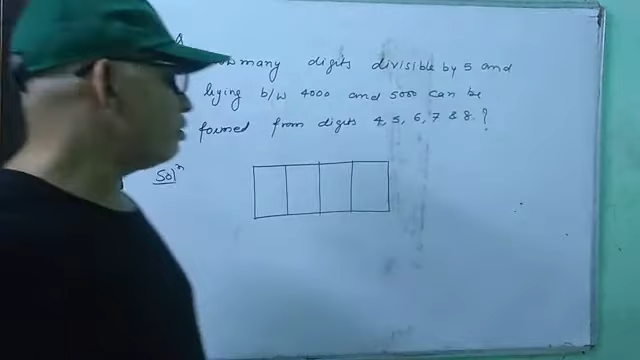 many digits divisible by 5 and
lying b/w 4000 and 5000 can be
formed from digits 4, 5, 6, 7 & 8. ?
Sol^n